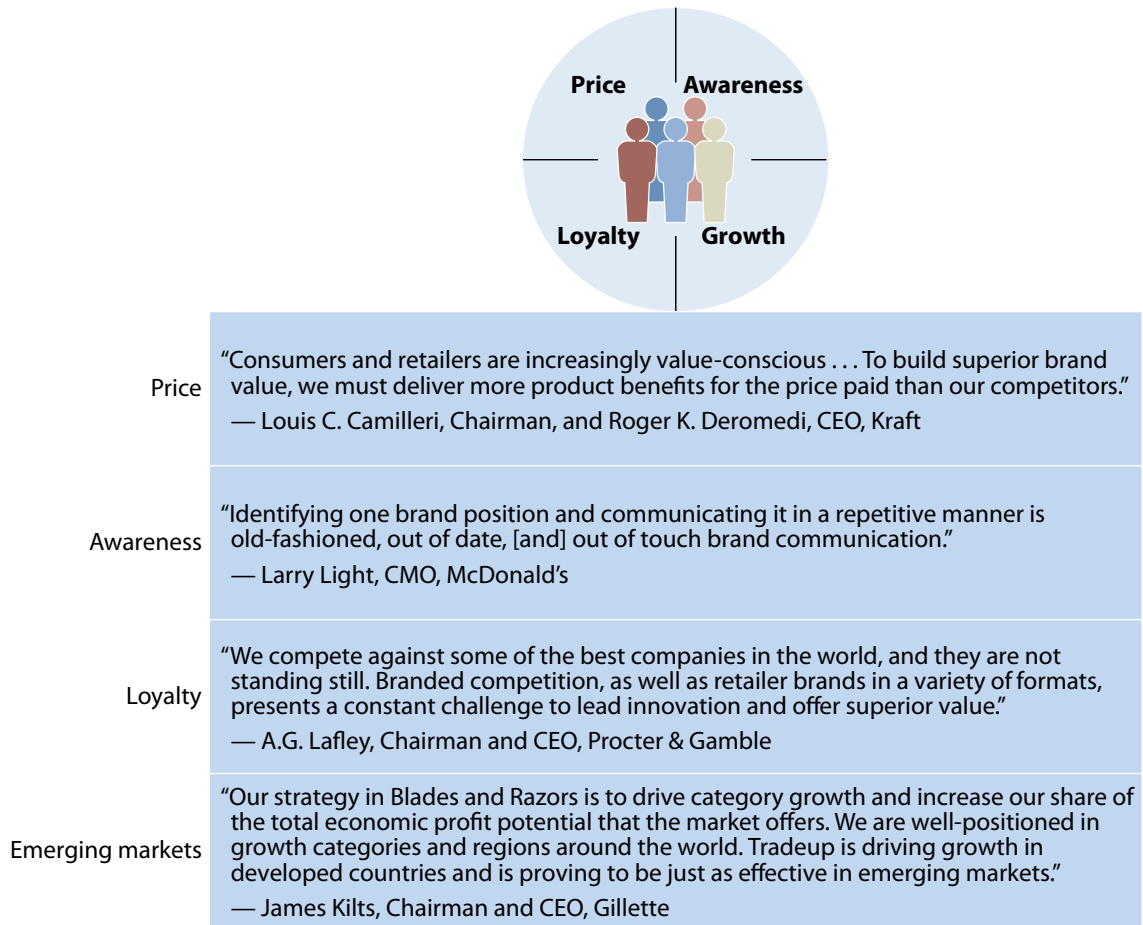 Price Awareness
Loyalty Growth
Price
“Consumers and retailers are increasingly value-conscious . . . To build superior brand
value, we must deliver more product benefits for the price paid than our competitors.”
— Louis C. Camilleri, Chairman, and Roger K. Deromedi, CEO, Kraft
Awareness
“Identifying one brand position and communicating it in a repetitive manner is
old-fashioned, out of date, [and] out of touch brand communication.”
— Larry Light, CMO, McDonald’s
Loyalty
“We compete against some of the best companies in the world, and they are not
standing still. Branded competition, as well as retailer brands in a variety of formats,
presents a constant challenge to lead innovation and offer superior value.”
— A.G. Lafley, Chairman and CEO, Procter & Gamble
Emerging markets
“Our strategy in Blades and Razors is to drive category growth and increase our share of
the total economic profit potential that the market offers. We are well-positioned in
growth categories and regions around the world. Tradeup is driving growth in
developed countries and is proving to be just as effective in emerging markets.”
— James Kilts, Chairman and CEO, Gillette